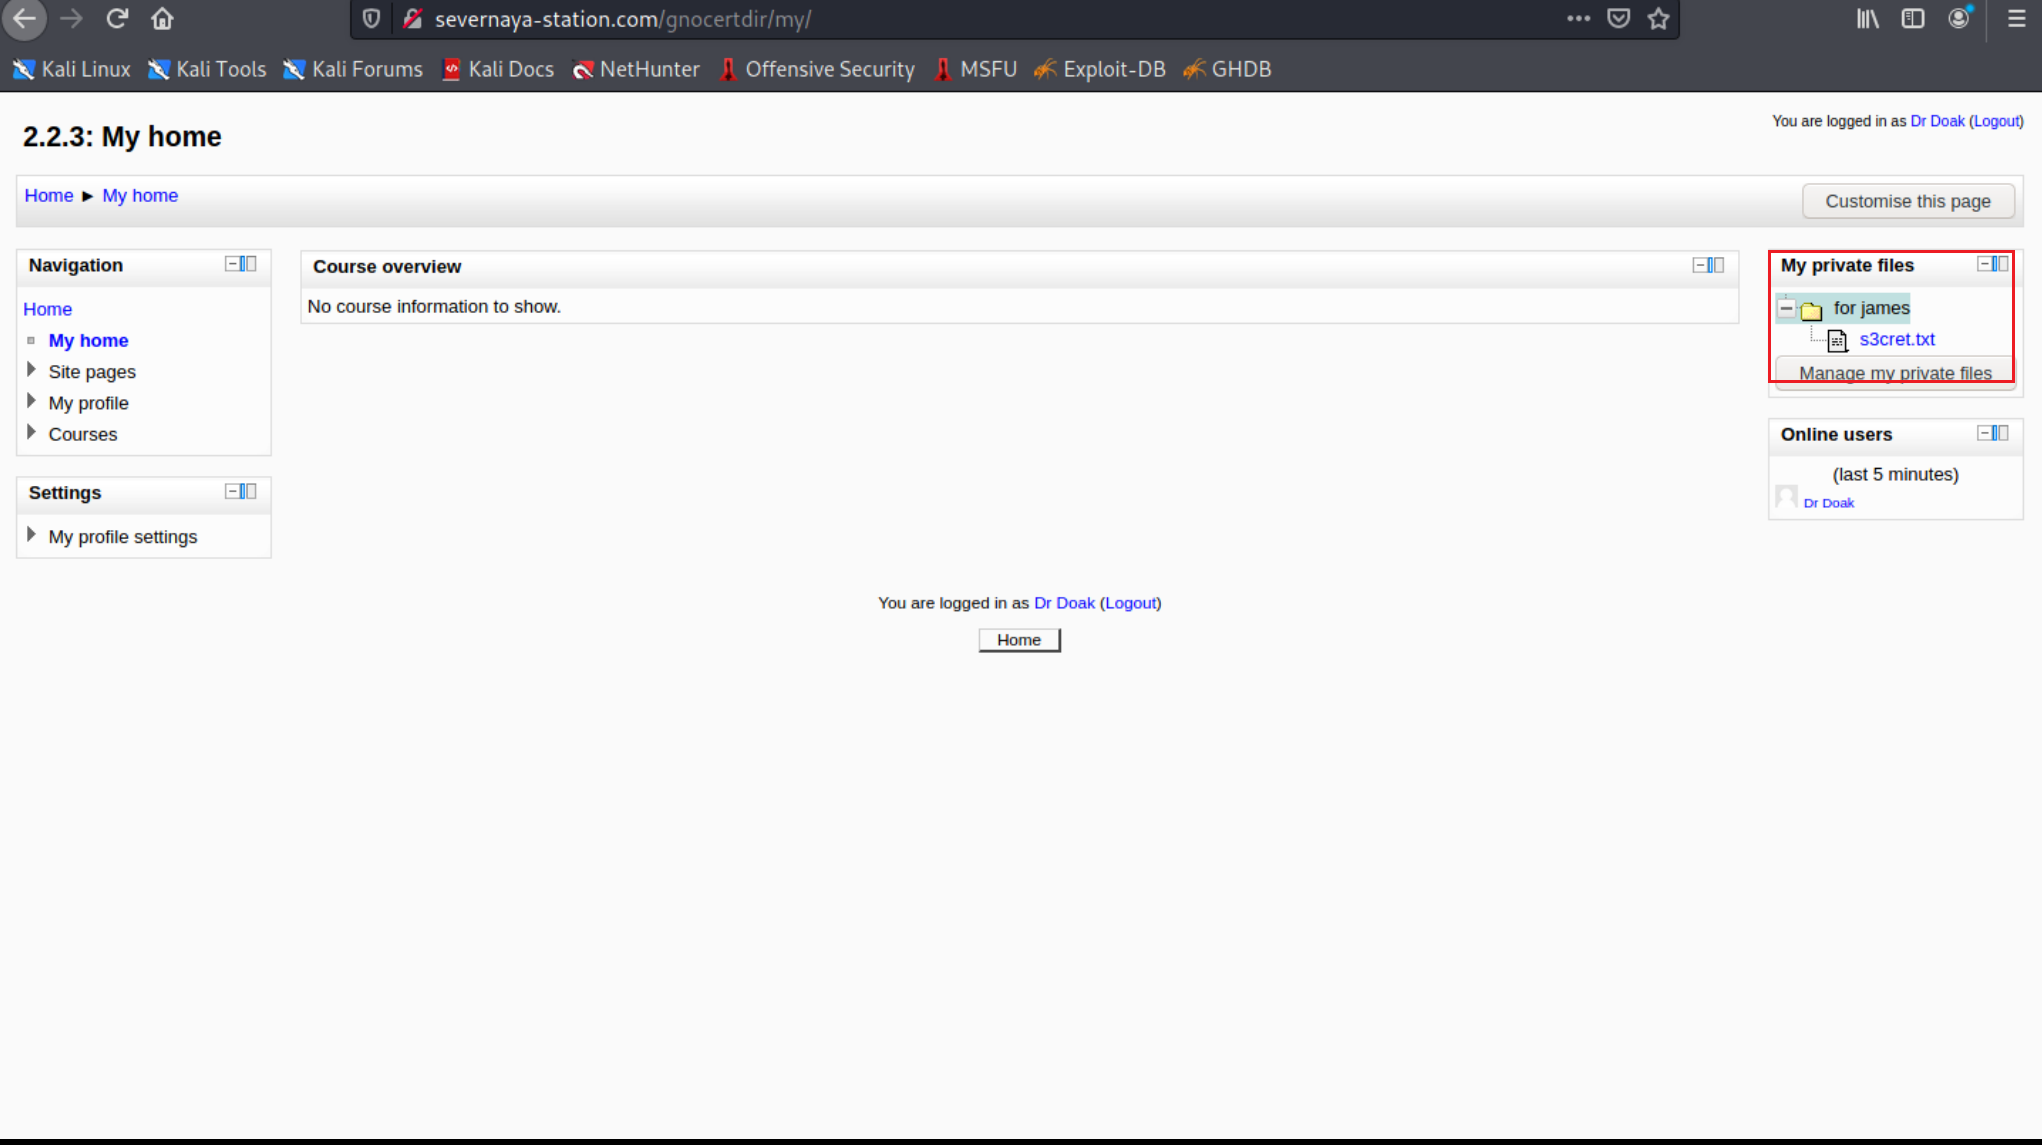 severnaya-station.com/gnocertdir/my/
Kali Linux Kali Tools Kali Forums Kali Docs NetHunter Offensive Security MSFU Exploit-DB GHDB
You are logged in as Dr Doak (Logout)
2.2.3: My home
Home ► My home
Customise this page
Navigation
Home
My home
Site pages
My profile
Courses
Settings
My profile settings
Course overview
No course information to show.
My private files
for james
s3cret.txt
Manage my private files
Online users
(last 5 minutes)
Dr Doak
You are logged in as Dr Doak (Logout)
Home